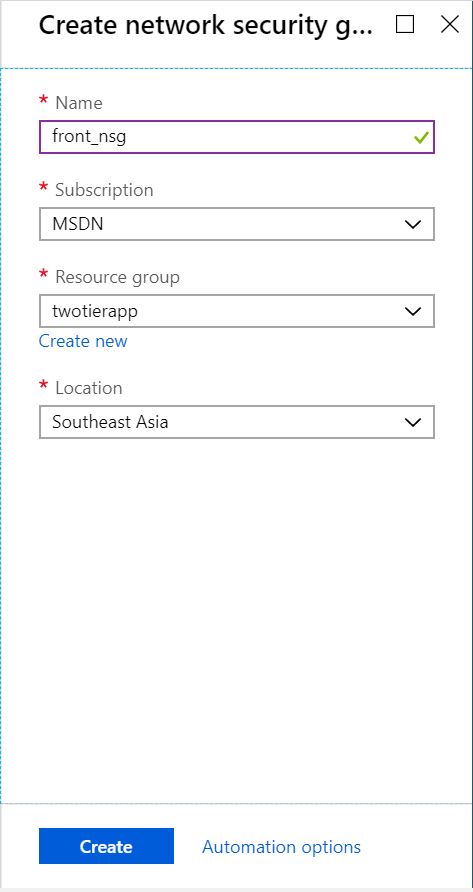 Create network security g...
* Name
front_nsg
* Subscription
MSDN
* Resource group
twotierapp
Create new
* Location
Southeast Asia
Create Automation options